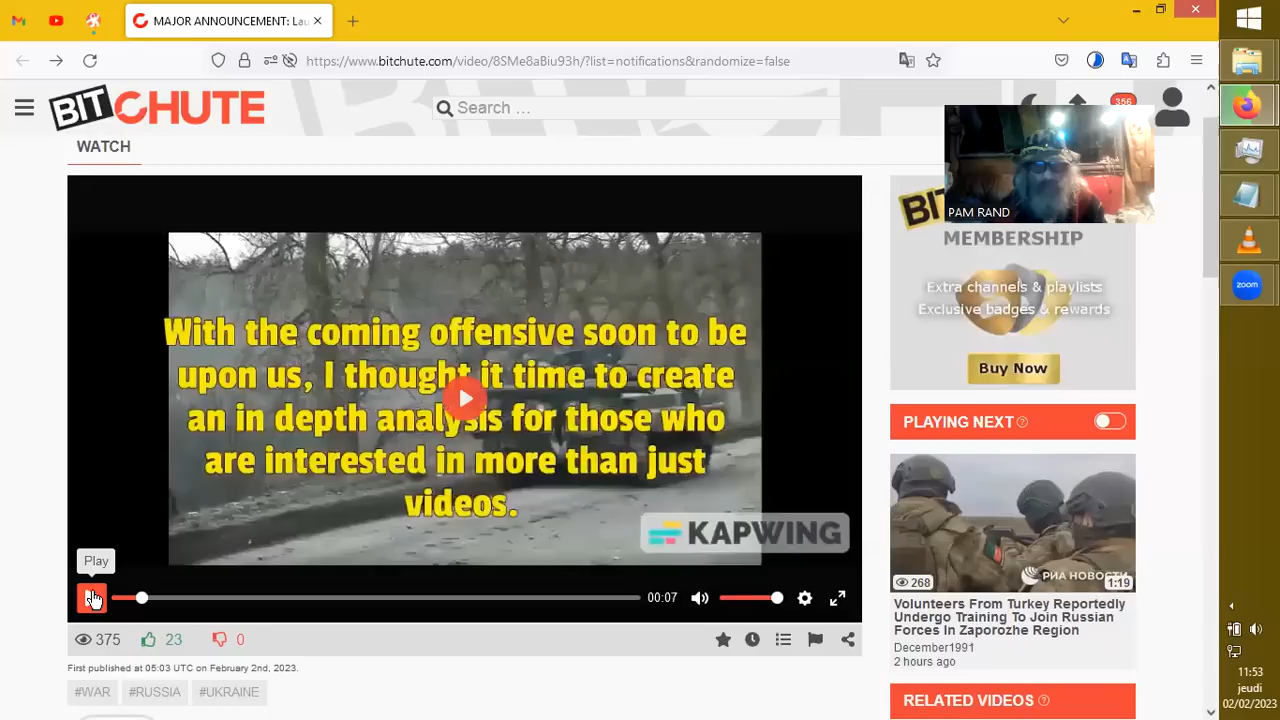 MAJOR ANNOUNCEMENT: Lau
https://www.bitchute.com/video/
/?list=notifications&randomize=false
BITCHUTE
Search ...
356
WATCH
PAM RAND
BIT
MEMBERSHIP
Extra channels & playlists
Exclusive badges & rewards
Buy Now
With the coming offensive soon to be
upon us, I thought it time to create
an in depth analysis for those who
are interested in more than just
videos.
KAPWING
Play
00:07
PLAYING NEXT
268
РИА НОВОСТИ
1:19
Volunteers From Turkey Reportedly
Undergo Training To Join Russian
Forces In Zaporozhe Region
December1991
2 hours ago
375
23
0
First published at 05:03 UTC on February 2nd, 2023.
#WAR
#RUSSIA
#UKRAINE
RELATED VIDEOS
zoom
11:53
jeudi
02/02/2023